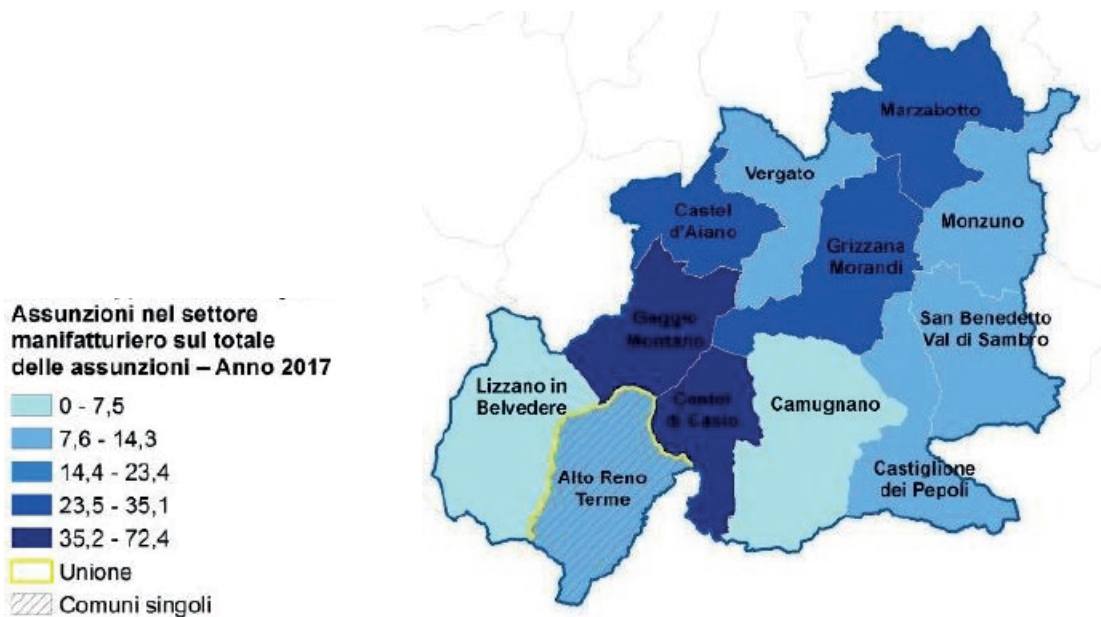 Marzabotto
Vergato
Castel
d'Aiano
Monzuno
Grizzana
Morandi
Gaggio
Montano
San Benedetto
Val di Sambro
Lizzano in
Belvedere
Castel
di Casio
Camugnano
Alto Reno
Terme
Castiglione
dei Pepoli
Assunzioni nel settore
manifatturiero sul totale
delle assunzioni – Anno 2017
0 - 7,5
7,6 - 14,3
14,4 - 23,4
23,5 - 35,1
35,2 - 72,4
Unione
Comuni singoli